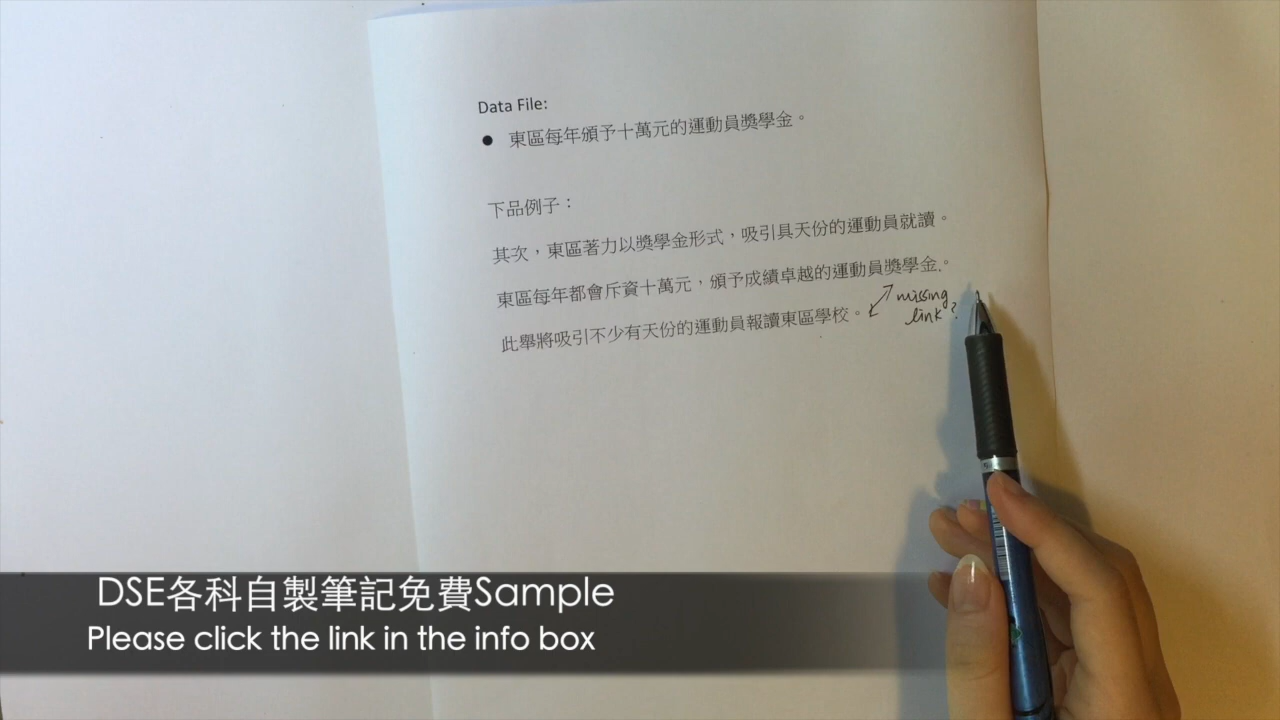 Data File:
● 東區每年頒予十萬元的運動員獎學金。
下品例子：
其次，東區著力以獎學金形式，吸引具天份的運動員就讀。
東區每年都會斥資十萬元，頒予成績卓越的運動員獎學金。
missing
此舉將吸引不少有天份的運動員報讀東區學校。
link?
DSE各科自製筆記免費Sample
Please click the link in the info box